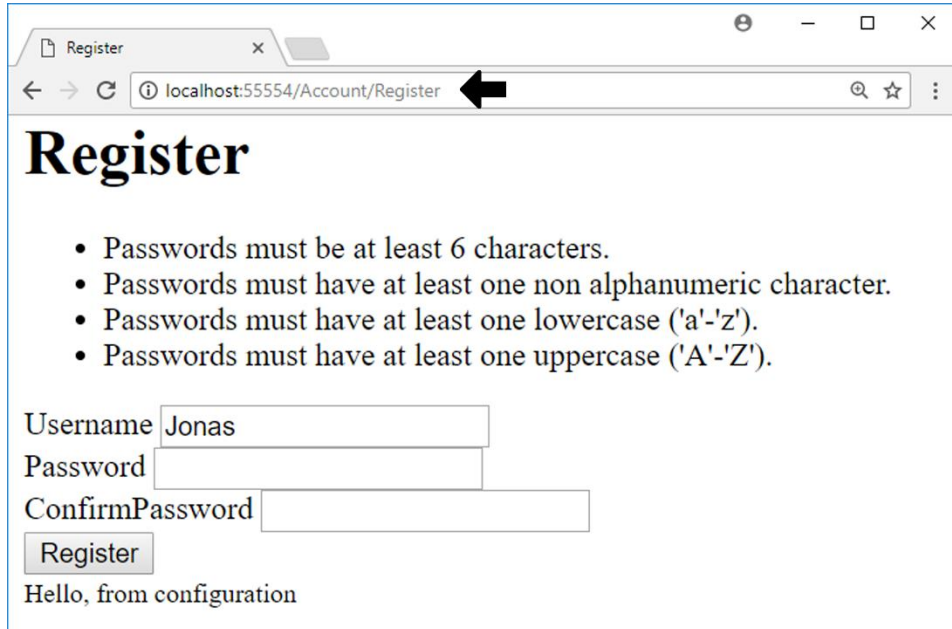 Register
localhost:55554/Account/Register
Register
• Passwords must be at least 6 characters.
• Passwords must have at least one non alphanumeric character.
• Passwords must have at least one lowercase ('a'-'z').
• Passwords must have at least one uppercase ('A'-'Z').
Username Jonas
Password
ConfirmPassword
Register
Hello, from configuration